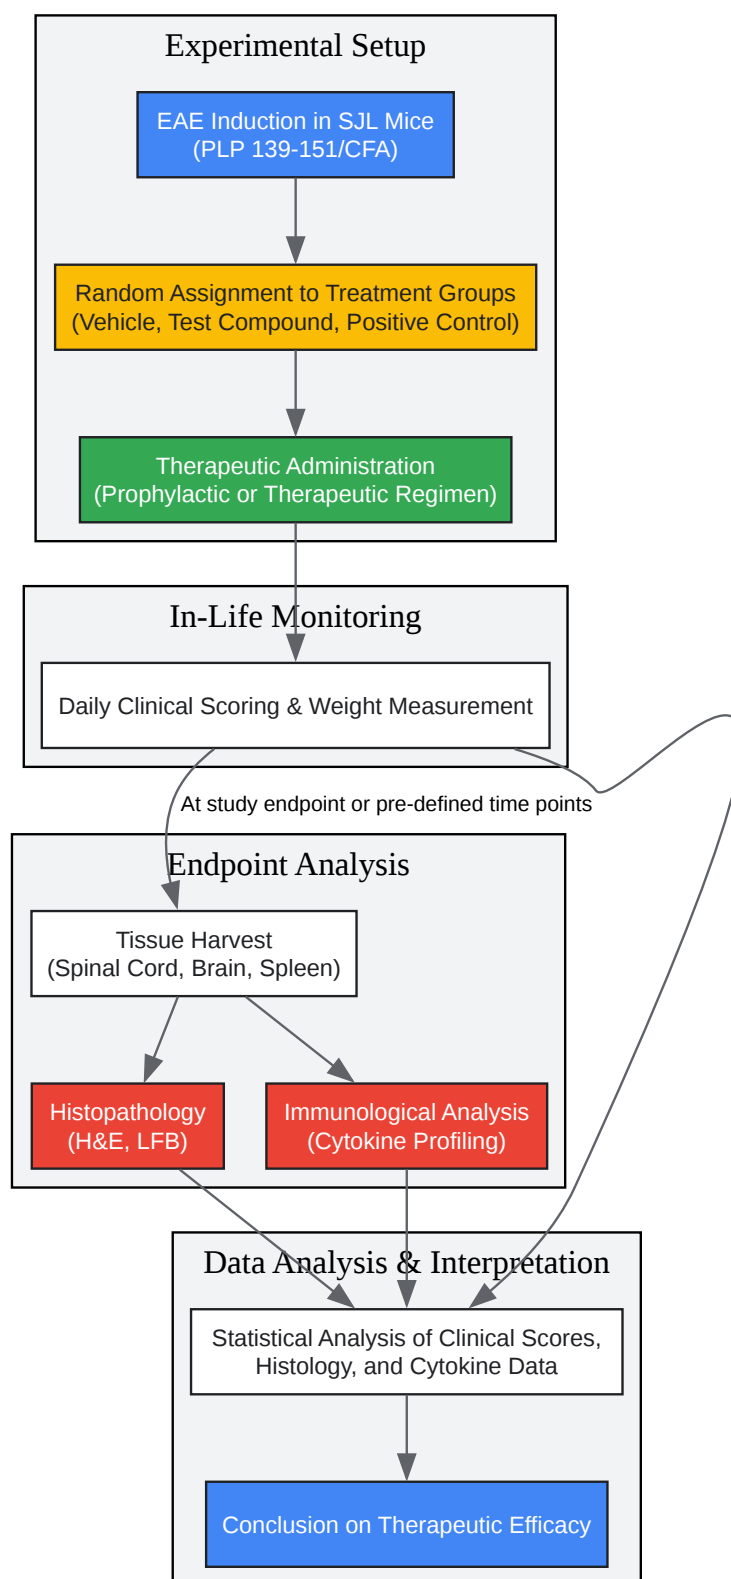 Experimental Setup
EAE Induction in SJL Mice
(PLP 139-151/CFA)
Random Assignment to Treatment Groups
(Vehicle, Test Compound, Positive Control)
Therapeutic Administration
(Prophylactic or Therapeutic Regimen)
In-Life Monitoring
Daily Clinical Scoring & Weight Measurement
At study endpoint or pre-defined time points
Endpoint Analysis
Tissue Harvest
(Spinal Cord, Brain, Spleen)
Histopathology
(H&E, LFB)
Immunological Analysis
(Cytokine Profiling)
Data Analysis & Interpretation
Statistical Analysis of Clinical Scores,
Histology, and Cytokine Data
Conclusion on Therapeutic Efficacy